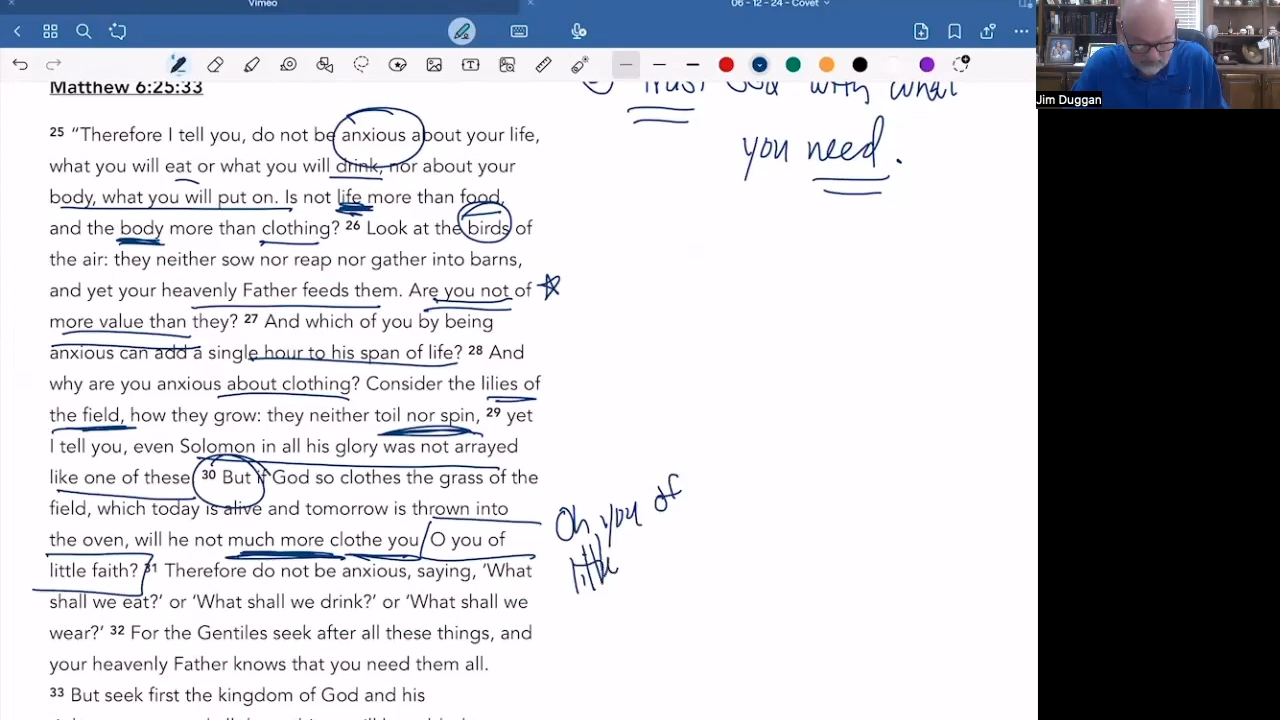 Vimeo
06 - 12 - 24 - Covet
Jim Duggan
Trust God with what
you need.
Matthew 6:25:33
25 "Therefore I tell you, do not be anxious about your life,
what you will eat or what you will drink, nor about your
body, what you will put on. Is not life more than food,
and the body more than clothing? 26 Look at the birds of
the air: they neither sow nor reap nor gather into barns,
and yet your heavenly Father feeds them. Are you not of
more value than they? 27 And which of you by being
anxious can add a single hour to his span of life? 28 And
why are you anxious about clothing? Consider the lilies of
the field, how they grow: they neither toil nor spin, 29 yet
I tell you, even Solomon in all his glory was not arrayed
like one of these 30 But if God so clothes the grass of the
field, which today is alive and tomorrow is thrown into
the oven, will he not much more clothe you O you of
little faith? 31 Therefore do not be anxious, saying, 'What
shall we eat?' or 'What shall we drink?' or 'What shall we
wear?' 32 For the Gentiles seek after all these things, and
your heavenly Father knows that you need them all.
33 But seek first the kingdom of God and his
Oh you of
little